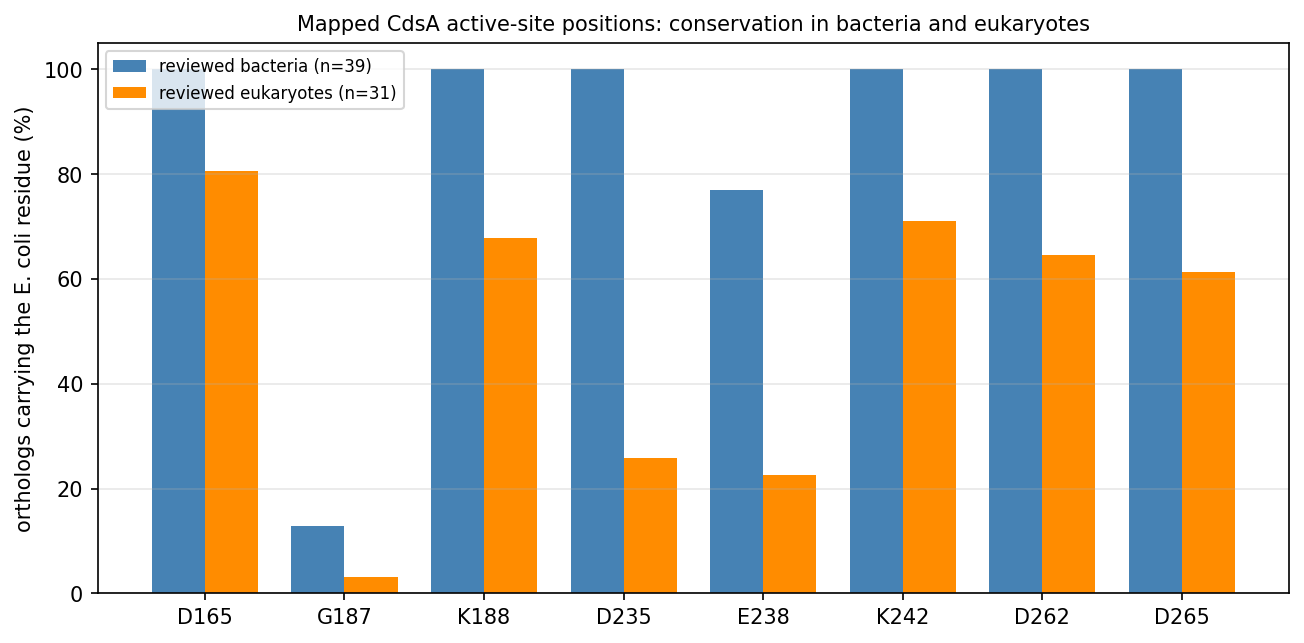 Mapped CdsA active-site positions: conservation in bacteria and eukaryotes
reviewed bacteria (n=39)
reviewed eukaryotes (n=31)
orthologs carrying the E. coli residue (%)
100
80
60
40
20
0
D165 G187 K188 D235 E238 K242 D262 D265